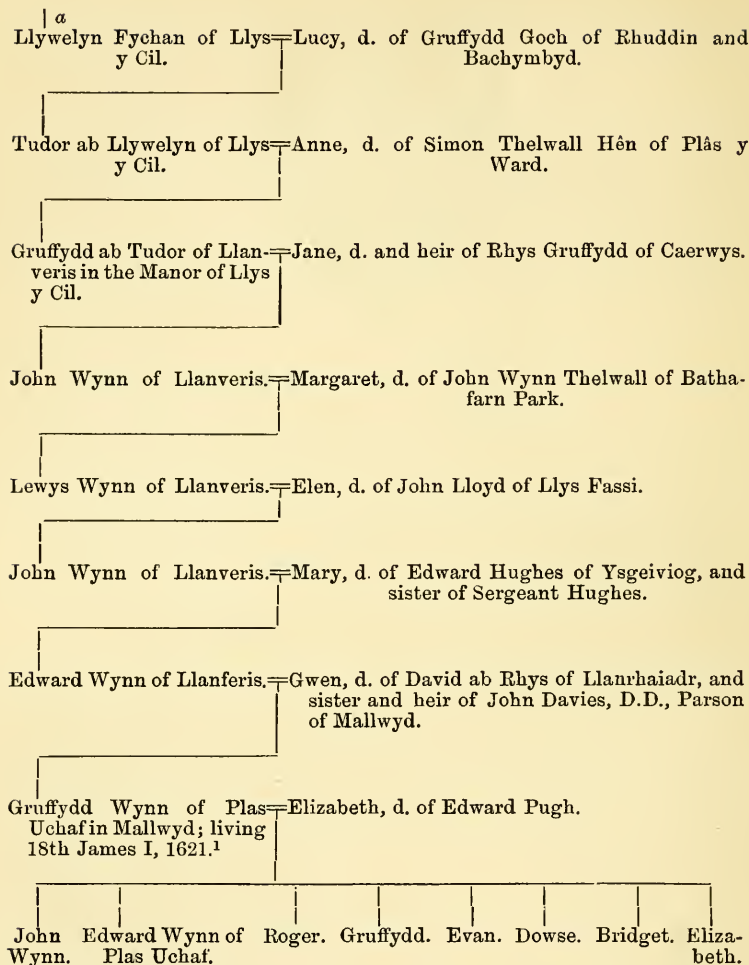 a
Llywelyn Fychan of Llys Lucy, d. of Gruffydd Goch of Rhuddin and
y Cil. Bachymbyd.
Tudor ab Llywelyn of Llys Anne, d. of Simon Thelwall Hên of Plâs y
y Cil. Ward.
Gruffydd ab Tudor of Llan- Jane, d. and heir of Rhys Gruffydd of Caerwys.
veris in the Manor of Llys
y Cil.
John Wynn of Llanveris. Margaret, d. of John Wynn Thelwall of Batha-
farn Park.
Lewys Wynn of Llanveris. Elen, d. of John Lloyd of Llys Fassi.
John Wynn of Llanveris. Mary, d. of Edward Hughes of Ysgeiviog, and
sister of Sergeant Hughes.
Edward Wynn of Llanferis. Gwen, d. of David ab Rhys of Llanrhaiadr, and
sister and heir of John Davies, D.D., Parson
of Mallwyd.
Gruffydd Wynn of Plas Elizabeth, d. of Edward Pugh.
Uchaf in Mallwyd; living
18th James I, 1621.¹
John Edward Wynn of Roger. Gruffydd. Evan. Dowse. Bridget. Eliza-
Wynn. Plas Uchaf. beth.